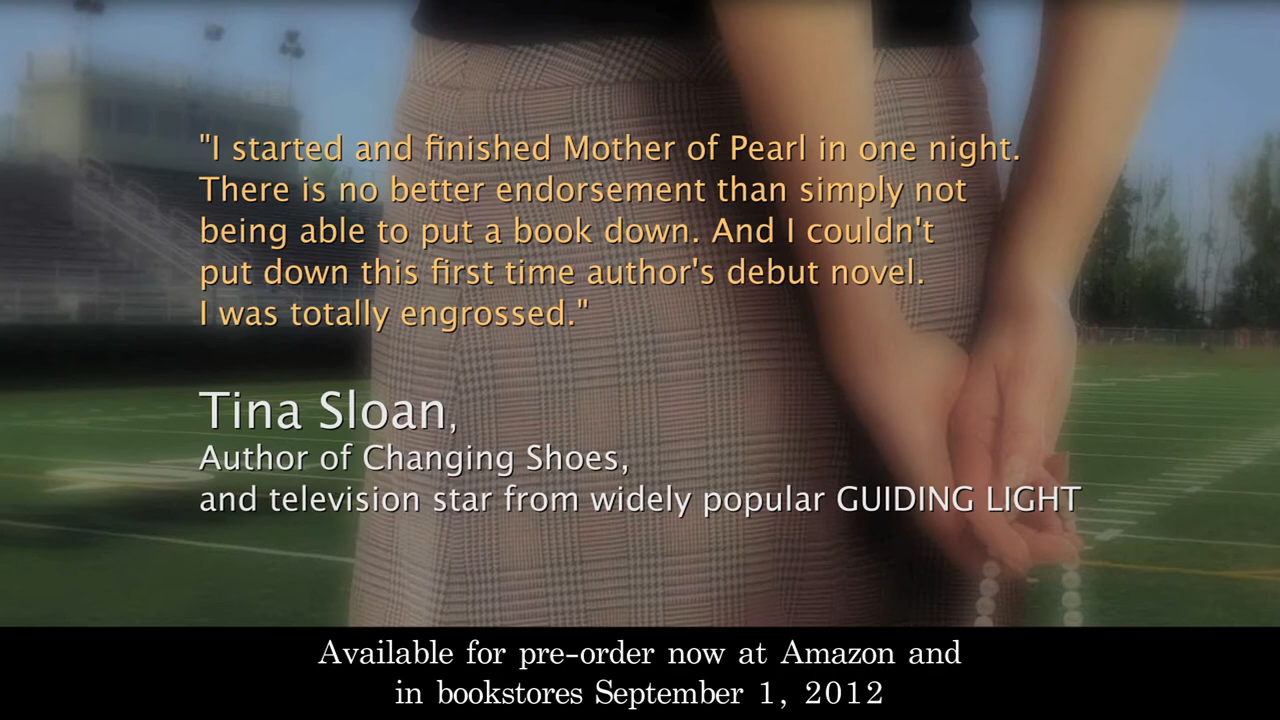 "I started and finished Mother of Pearl in one night.
There is no better endorsement than simply not
being able to put a book down. And I couldn't
put down this first time author's debut novel.
I was totally engrossed."
Tina Sloan,
Author of Changing Shoes,
and television star from widely popular GUIDING LIGHT
Available for pre-order now at Amazon and
in bookstores September 1, 2012